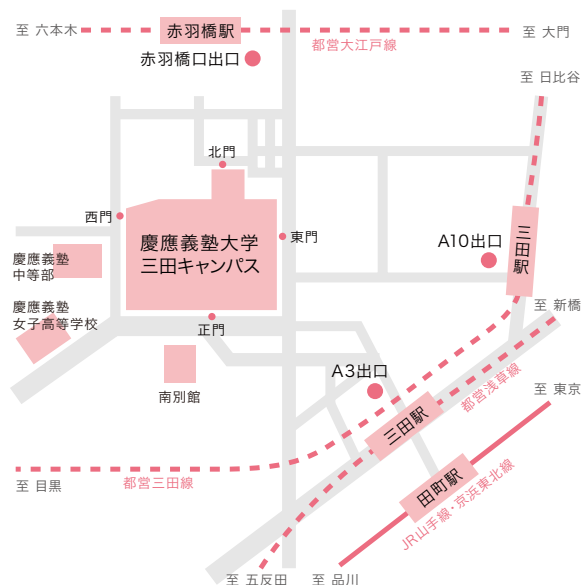 至 六本木
赤羽橋駅
至 大門
都営大江戸線
赤羽橋口出口
至 日比谷
北門
西門
慶應義塾大学
三田キャンパス
東門
A10出口
三田駅
慶應義塾
中等部
慶應義塾
女子高等学校
正門
至 新橋
南別館
A3出口
都営浅草線
至 東京
三田駅
田町駅
JR山手線・京浜東北線
至 目黒
都営三田線
至 五反田
至 品川